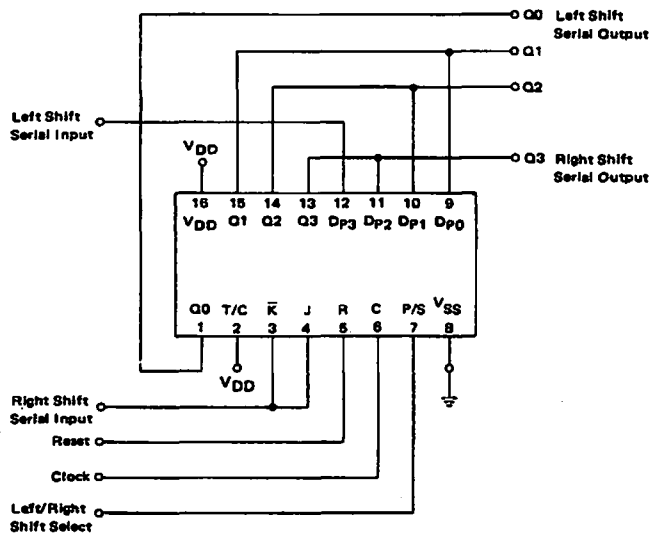 Q0 Left Shift
Serial Output
Q1
Q2
Left Shift
Serial Input
VDD
Q3 Right Shift
Serial Output
16 15 14 13 12 11 10 9
VDD Q1 Q2 Q3 DP3 DP2 DP1 DP0
Q0 T/C K̅ J R C P/S VSS
1 2 3 4 5 6 7 8
VDD
Right Shift
Serial Input
Reset
Clock
Left/Right
Shift Select